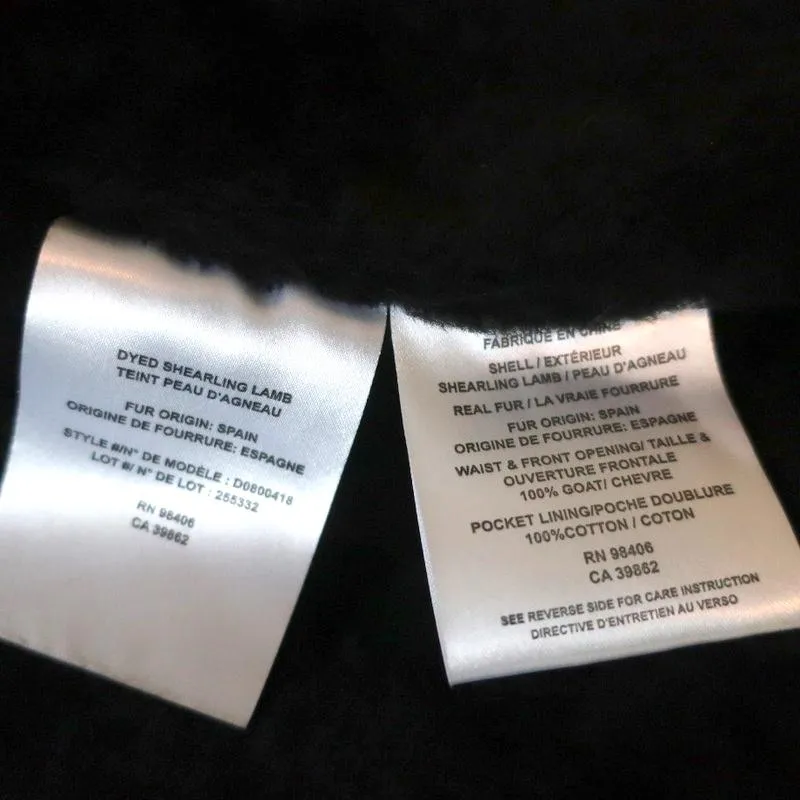 DYED SHEARLING LAMB
TEINT PEAU D'AGNEAU
FUR ORIGIN: SPAIN
ORIGINE DE FOURRURE: ESPAGNE
STYLE #/N° DE MODÈLE : D0800418
LOT #/ N° DE LOT : 255332
RN 98406
CA 39862
FABRIQUÉ EN CHINE
SHELL / EXTÉRIEUR
SHEARLING LAMB / PEAU D'AGNEAU
REAL FUR / LA VRAIE FOURRURE
FUR ORIGIN: SPAIN
ORIGINE DE FOURRURE: ESPAGNE
WAIST & FRONT OPENING/ TAILLE &
OUVERTURE FRONTALE
100% GOAT/ CHEVRE
POCKET LINING/POCHE DOUBLURE
100%COTTON / COTON
RN 98406
CA 39862
SEE REVERSE SIDE FOR CARE INSTRUCTION
DIRECTIVE D'ENTRETIEN AU VERSO